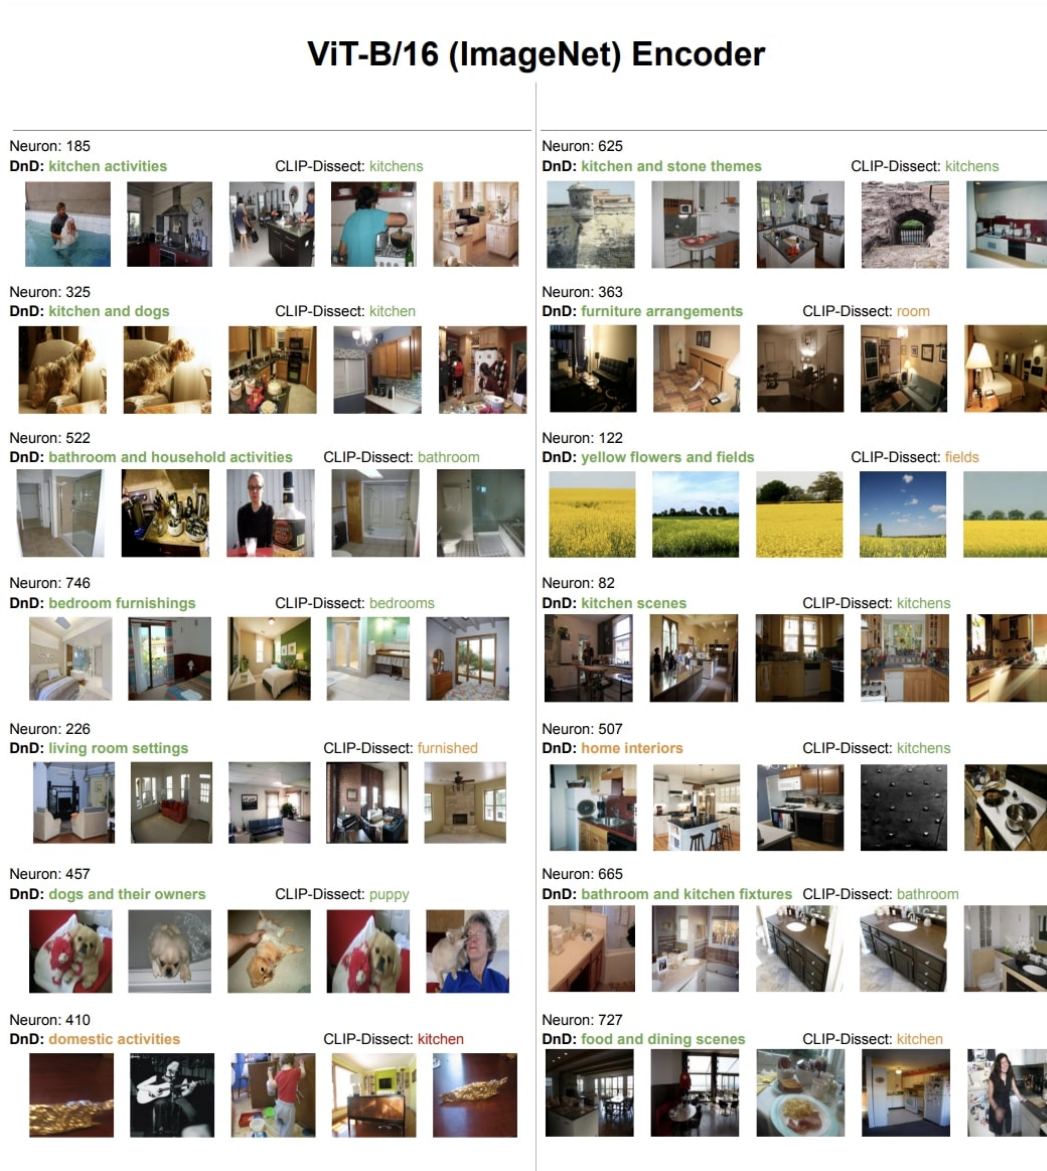 ViT-B/16 (ImageNet) Encoder
Neuron: 185
DnD: kitchen activities CLIP-Dissect: kitchens
Neuron: 325
DnD: kitchen and dogs CLIP-Dissect: kitchen
Neuron: 522
DnD: bathroom and household activities CLIP-Dissect: bathroom
Neuron: 746
DnD: bedroom furnishings CLIP-Dissect: bedrooms
Neuron: 226
DnD: living room settings CLIP-Dissect: furnished
Neuron: 457
DnD: dogs and their owners CLIP-Dissect: puppy
Neuron: 410
DnD: domestic activities CLIP-Dissect: kitchen
Neuron: 625
DnD: kitchen and stone themes CLIP-Dissect: kitchens
Neuron: 363
DnD: furniture arrangements CLIP-Dissect: room
Neuron: 122
DnD: yellow flowers and fields CLIP-Dissect: fields
Neuron: 82
DnD: kitchen scenes CLIP-Dissect: kitchens
Neuron: 507
DnD: home interiors CLIP-Dissect: kitchens
Neuron: 665
DnD: bathroom and kitchen fixtures CLIP-Dissect: bathroom
Neuron: 727
DnD: food and dining scenes CLIP-Dissect: kitchen